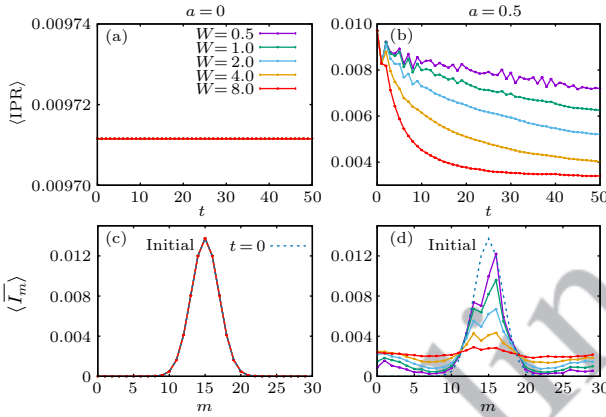 a = 0
a = 0.5
0.00974
0.00972
0.00970
⟨IPR⟩
(a)
W = 0.5
W = 1.0
W = 2.0
W = 4.0
W = 8.0
0 10 20 30 40 50
t
0.010
0.008
0.006
0.004
(b)
0 10 20 30 40 50
t
0.012
0.008
0.004
0
⟨I̅m⟩
(c)
Initial
t = 0
0 5 10 15 20 25 30
m
0.012
0.008
0.004
0
Initial
(d)
0 5 10 15 20 25 30
m